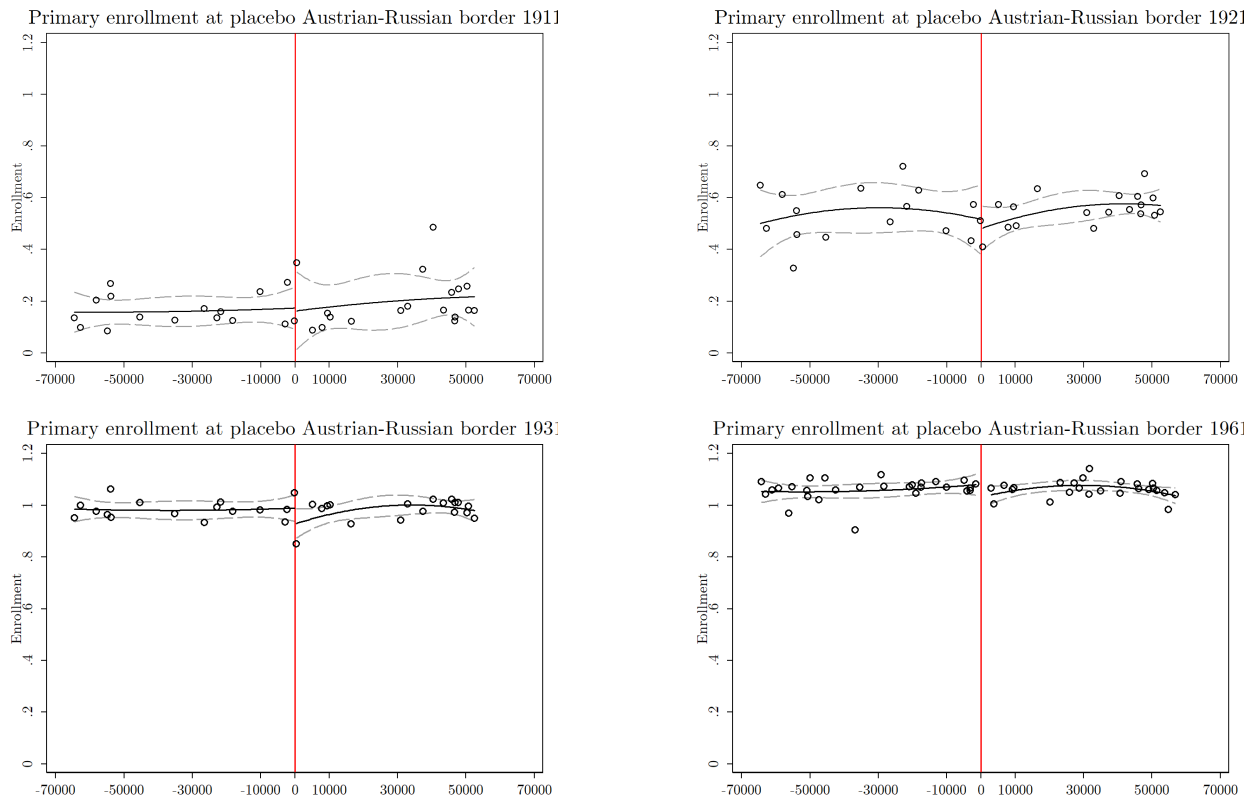 Primary enrollment at placebo Austrian-Russian border 1911
Enrollment
0 .2 .4 .6 .8 1 1.2
-70000 -50000 -30000 -10000 0 10000 30000 50000 70000
Primary enrollment at placebo Austrian-Russian border 1921
Enrollment
0 .2 .4 .6 .8 1 1.2
-70000 -50000 -30000 -10000 0 10000 30000 50000 70000
Primary enrollment at placebo Austrian-Russian border 1931
Enrollment
0 .2 .4 .6 .8 1 1.2
-70000 -50000 -30000 -10000 0 10000 30000 50000 70000
Primary enrollment at placebo Austrian-Russian border 1961
Enrollment
0 .2 .4 .6 .8 1 1.2
-70000 -50000 -30000 -10000 0 10000 30000 50000 70000